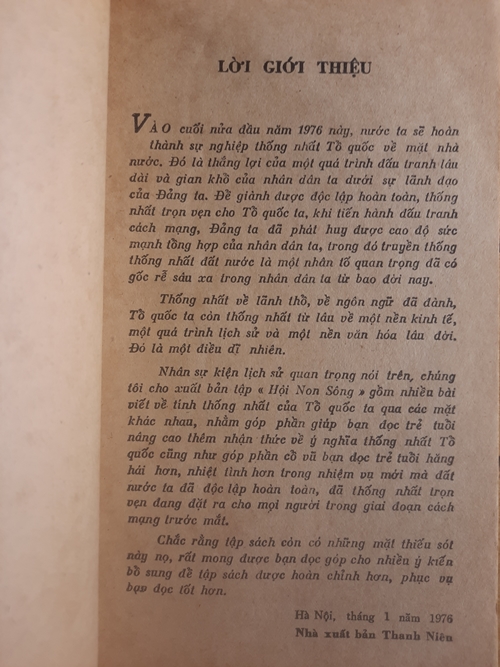 LỜI GIỚI THIỆU
VÀO cuối nửa đầu năm 1976 này, nước ta sẽ hoàn
thành sự nghiệp thống nhất Tổ quốc về mặt nhà
nước. Đó là thắng lợi của một quá trình đấu tranh lâu
dài và gian khổ của nhân dân ta dưới sự lãnh đạo
của Đảng ta. Để giành được độc lập hoàn toàn, thống
nhất trọn vẹn cho Tổ quốc ta, khi tiến hành đấu tranh
cách mạng, Đảng ta đã phát huy được cao độ sức
mạnh tổng hợp của nhân dân ta, trong đó truyền thống
thống nhất đất nước là một nhân tố quan trọng đã có
gốc rễ sâu xa trong nhân dân ta từ bao đời nay.
Thống nhất về lãnh thổ, về ngôn ngữ đã đành,
Tổ quốc ta còn thống nhất từ lâu về một nền kinh tế,
một quá trình lịch sử và một nền văn hóa lâu đời.
Đó là một điều dĩ nhiên.
Nhân sự kiện lịch sử quan trọng nói trên, chúng
tôi cho xuất bản tập « Hội Non Sông » gồm nhiều bài
viết về tính thống nhất của Tổ quốc ta qua các mặt
khác nhau, nhằm góp phần giúp bạn đọc trẻ tuổi
nâng cao thêm nhận thức về ý nghĩa thống nhất Tổ
quốc cũng như góp phần cổ vũ bạn đọc trẻ tuổi hăng
hái hơn, nhiệt tình hơn trong nhiệm vụ mới mà đất
nước ta đã độc lập hoàn toàn, đã thống nhất trọn
vẹn đang đặt ra cho mọi người trong giai đoạn cách
mạng trước mắt.
Chắc rằng tập sách còn có những mặt thiếu sót
này nọ, rất mong được bạn đọc góp cho nhiều ý kiến
bổ sung để tập sách được hoàn chỉnh hơn, phục vụ
bạn đọc tốt hơn.
Hà Nội, tháng 1 năm 1976
Nhà xuất bản Thanh Niên